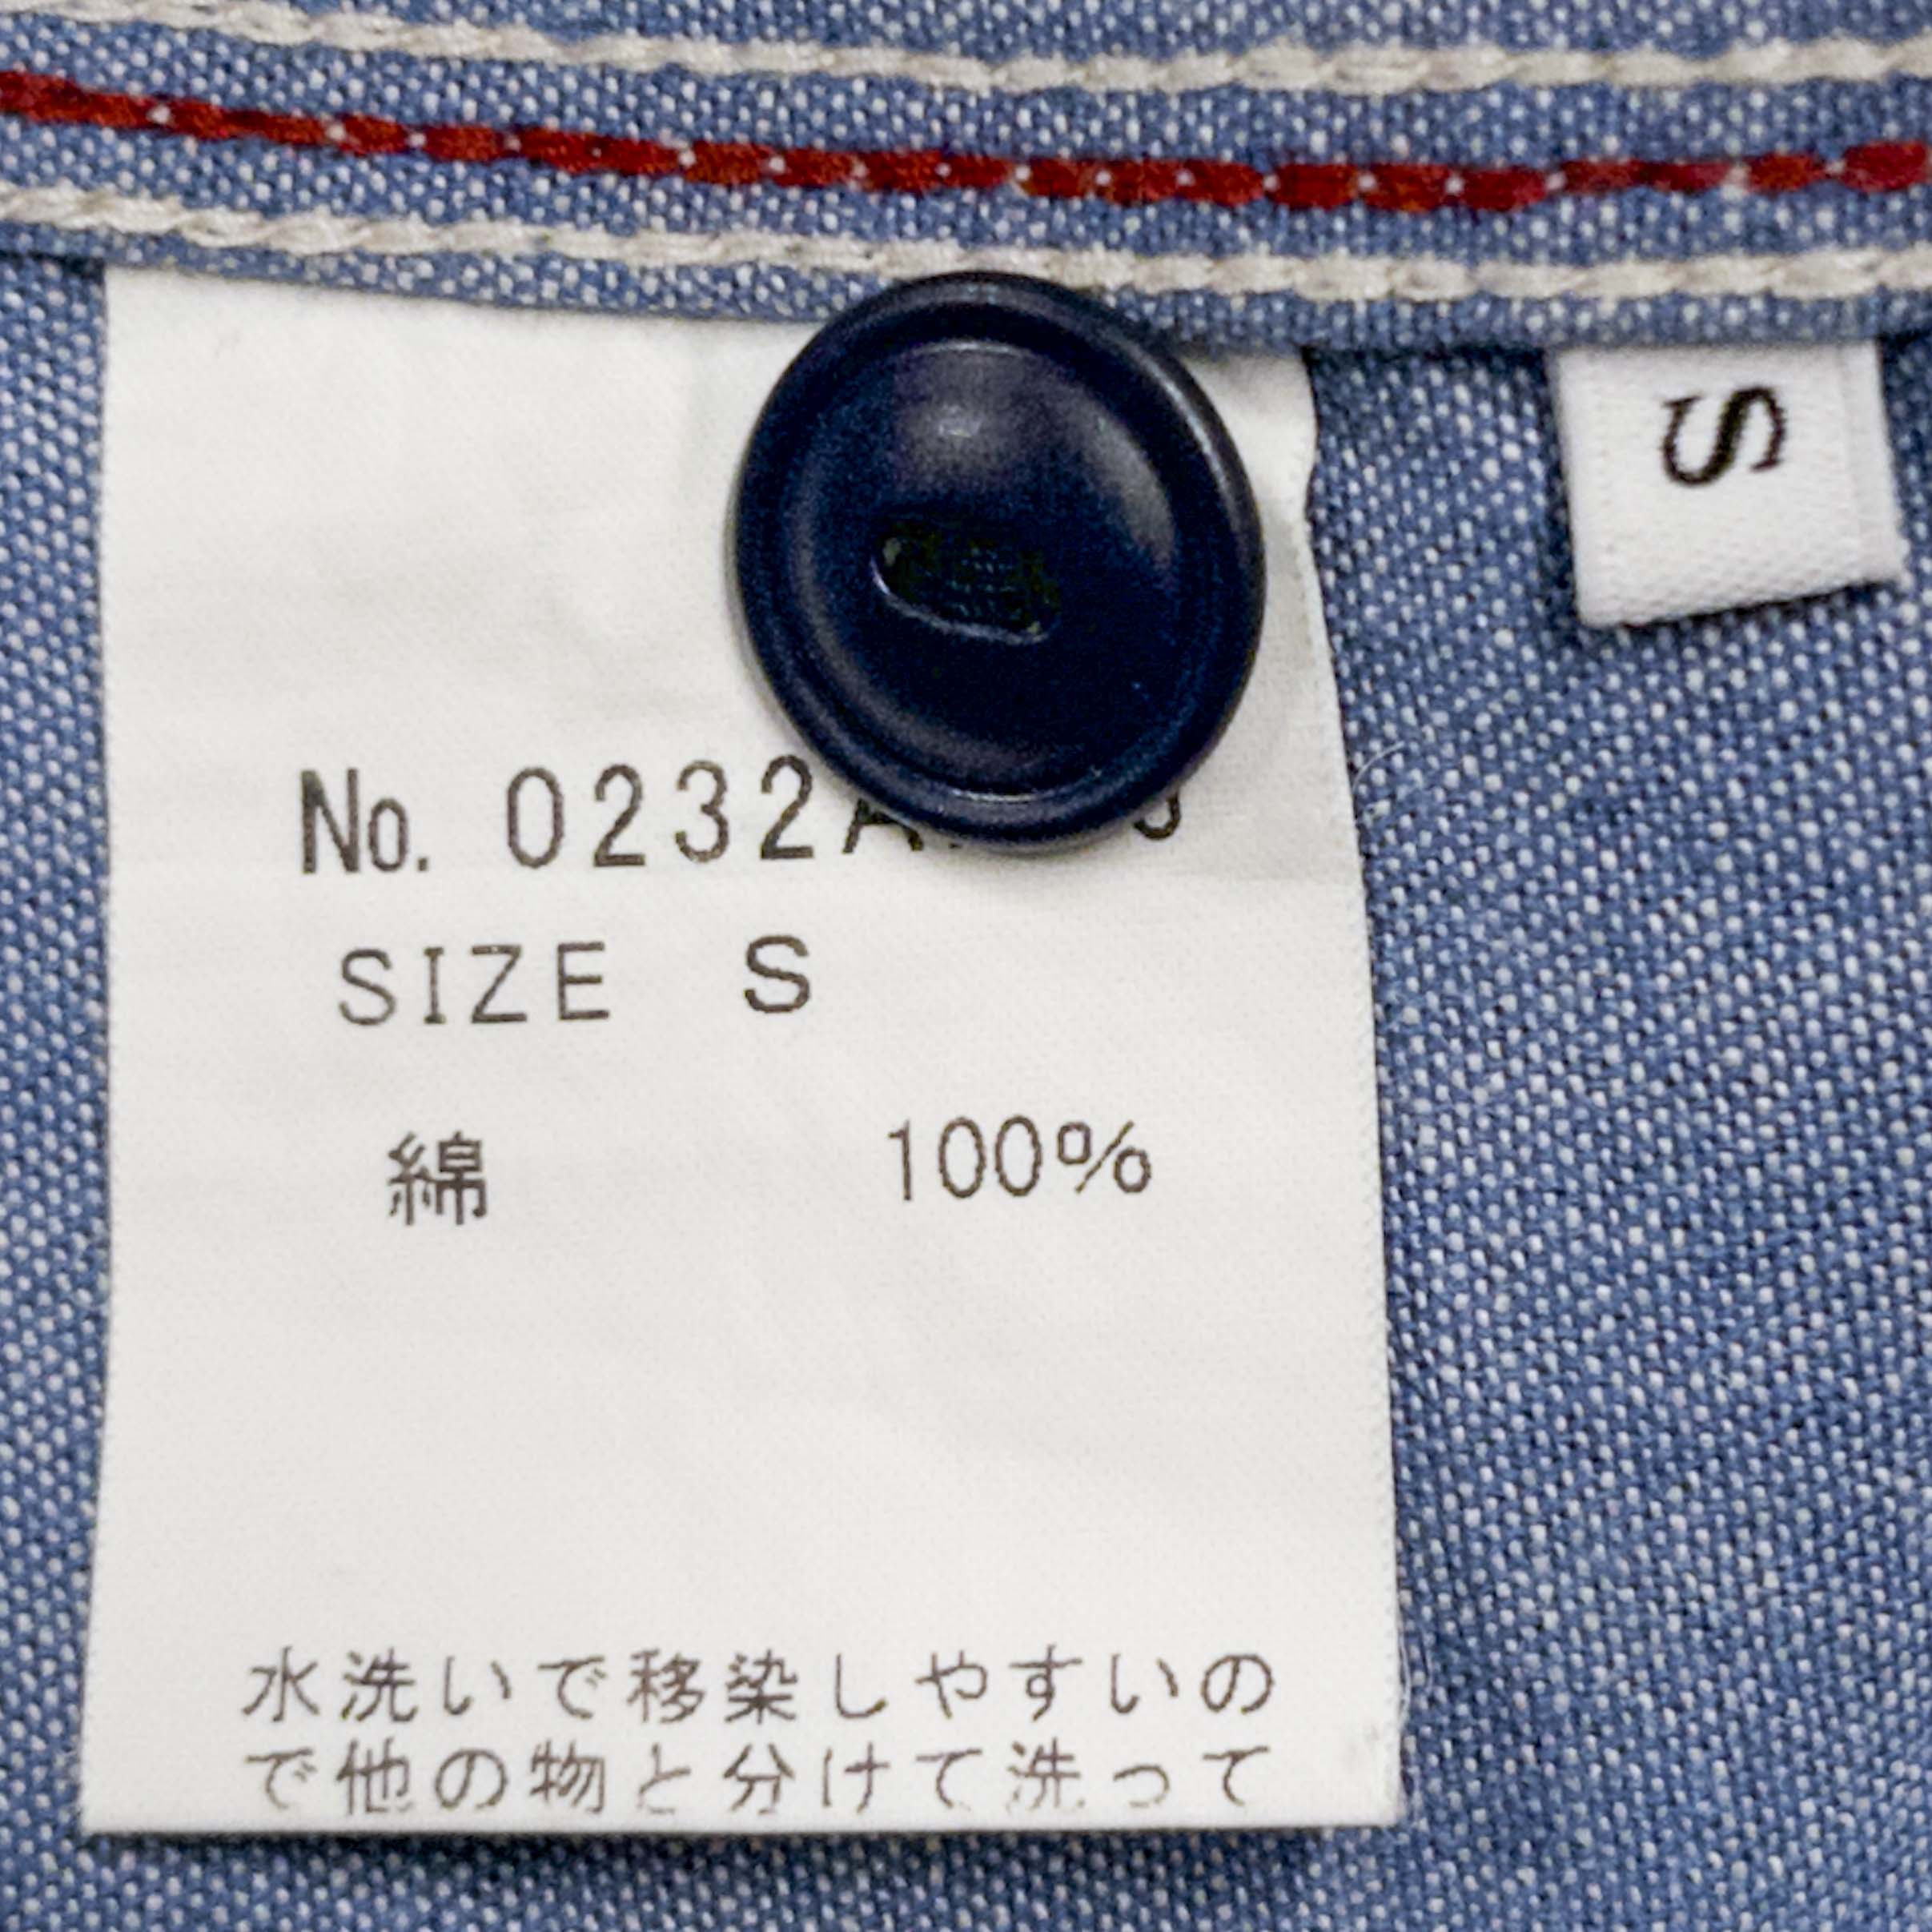 S
No. 0232A
SIZE S
綿 100%
水洗いで移染しやすいの
で他の物と分けて洗って